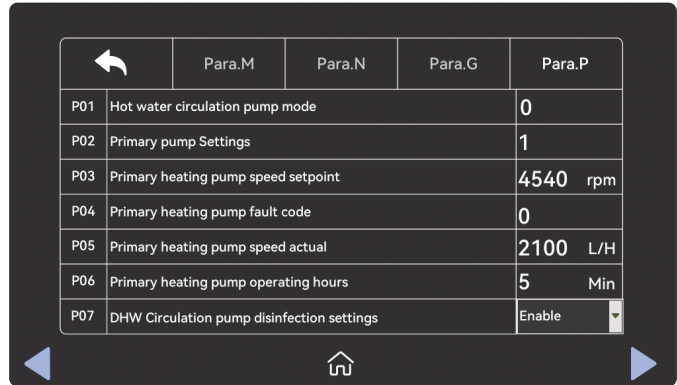 Para.M Para.N Para.G Para.P
P01 Hot water circulation pump mode 0
P02 Primary pump Settings 1
P03 Primary heating pump speed setpoint 4540 rpm
P04 Primary heating pump fault code 0
P05 Primary heating pump speed actual 2100 L/H
P06 Primary heating pump operating hours 5 Min
P07 DHW Circulation pump disinfection settings Enable